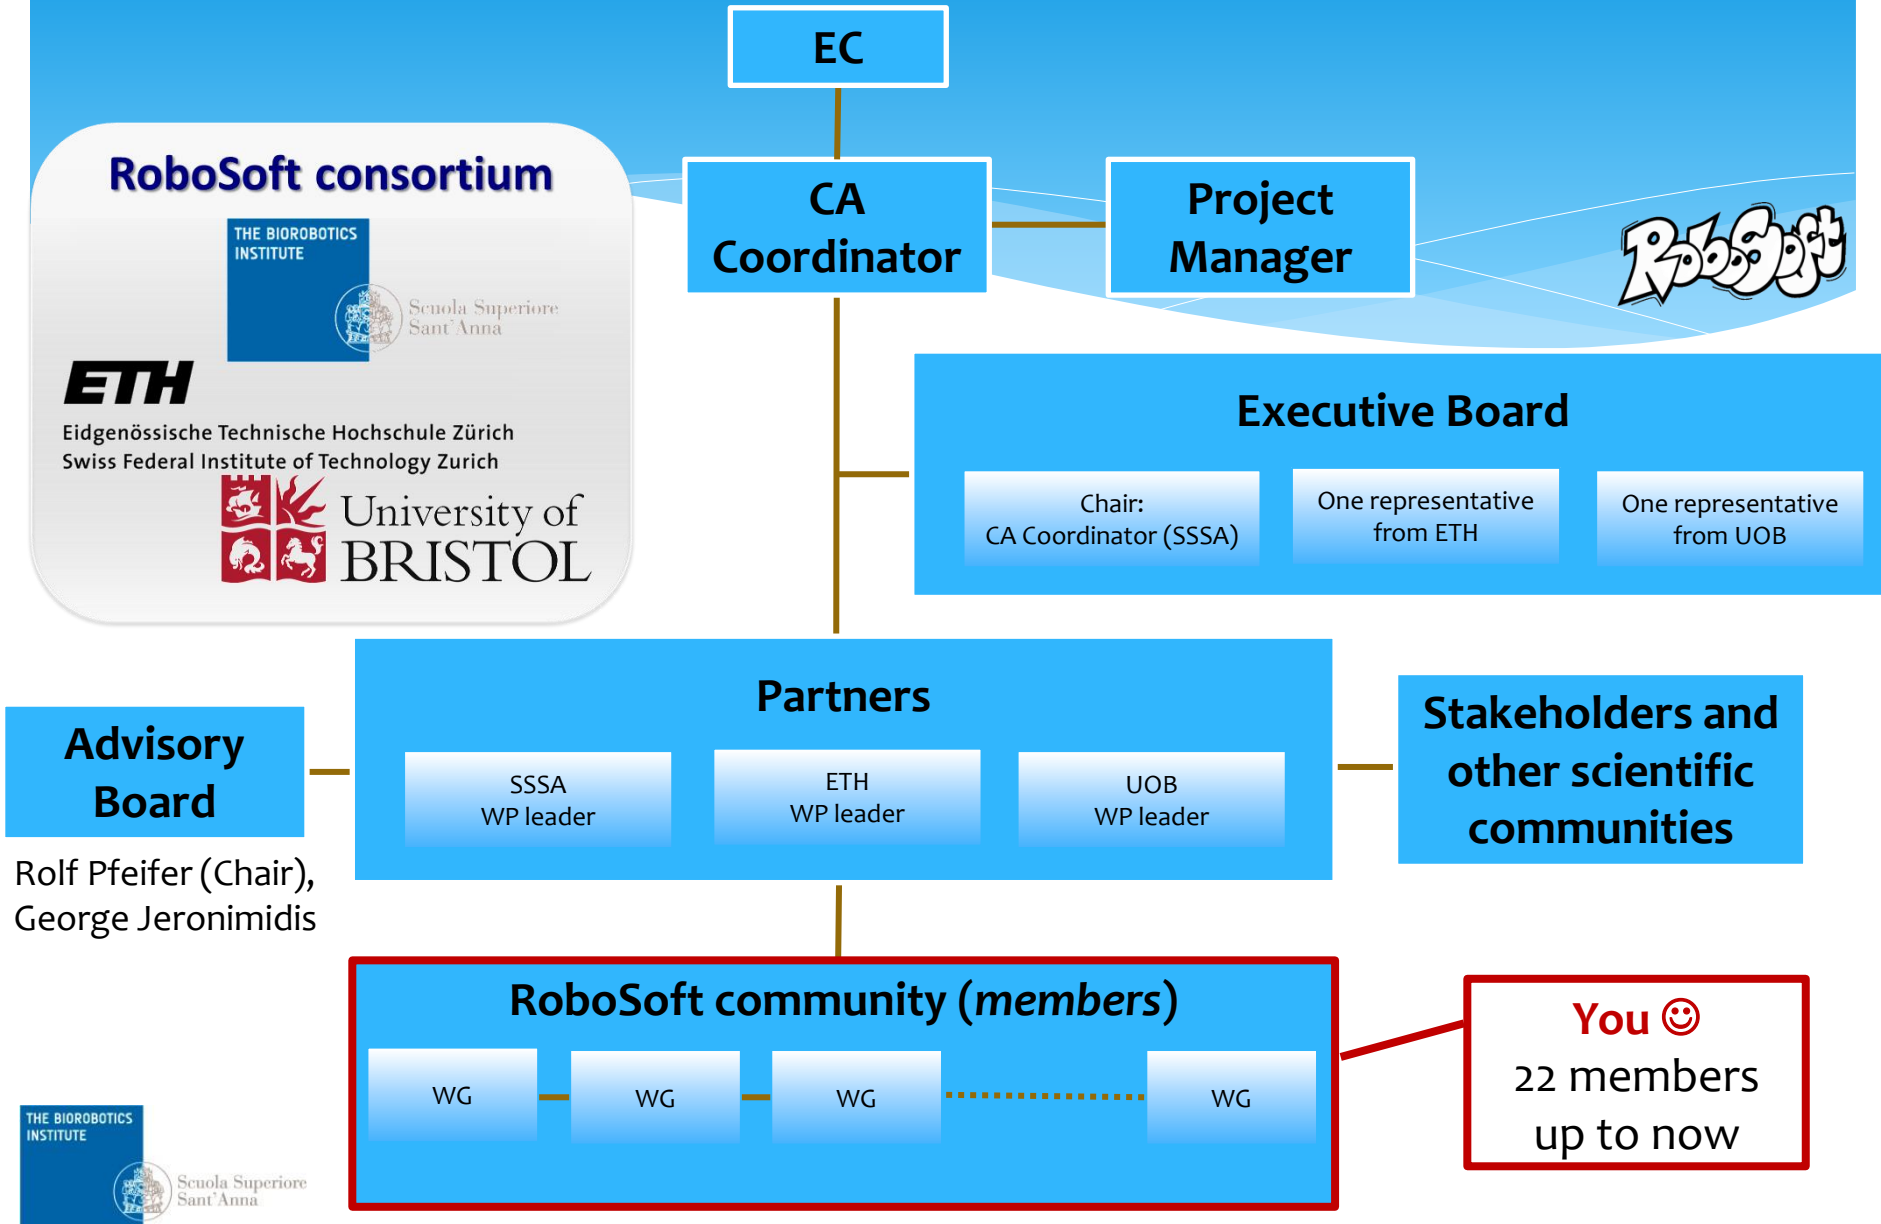 EC
RoboSoft consortium
THE BIOROBOTICS
INSTITUTE
Scuola Superiore
Sant'Anna
ETH
Eidgenössische Technische Hochschule Zürich
Swiss Federal Institute of Technology Zurich
University of
BRISTOL
CA
Coordinator
Project
Manager
RoboSoft
Executive Board
Chair:
CA Coordinator (SSSA)
One representative
from ETH
One representative
from UOB
Partners
SSSA
WP leader
ETH
WP leader
UOB
WP leader
Advisory
Board
Rolf Pfeifer (Chair),
George Jeronimidis
Stakeholders and
other scientific
communities
RoboSoft community (members)
WG
WG
WG
WG
You ☺
22 members
up to now
THE BIOROBOTICS
INSTITUTE
Scuola Superiore
Sant'Anna